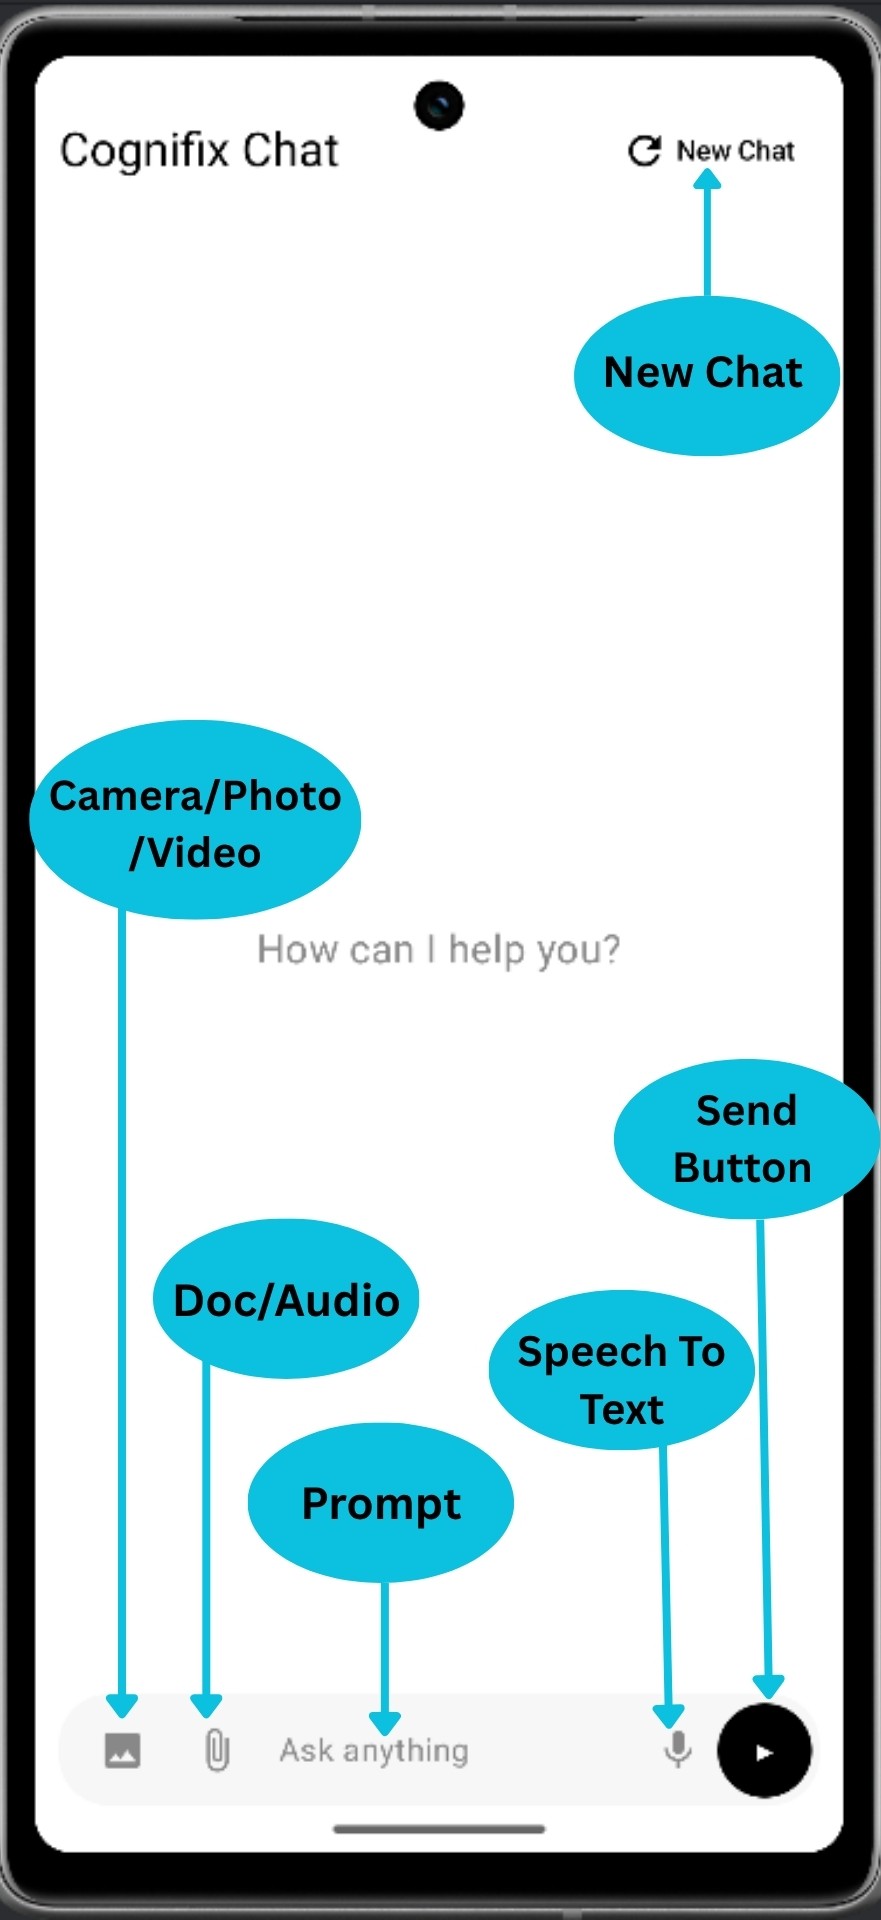 Cognifix Chat
New Chat
New Chat
Camera/Photo
/Video
How can I help you?
Send
Button
Doc/Audio
Speech To
Text
Prompt
Ask anything